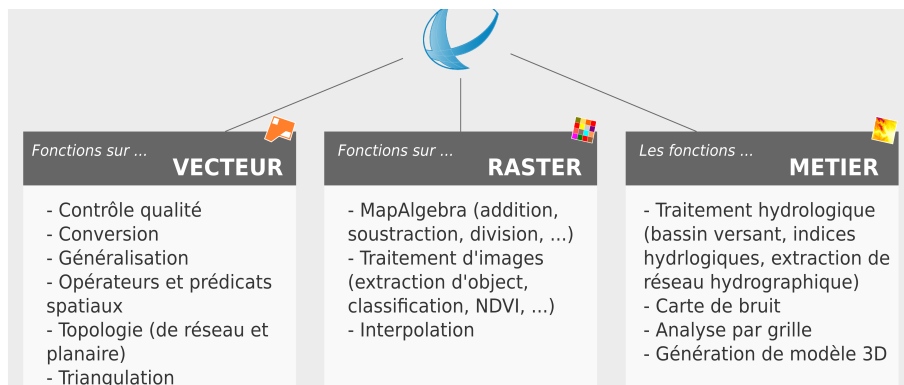 Fonctions sur ...
VECTEUR
- Contrôle qualité
- Conversion
- Généralisation
- Opérateurs et prédicats
spatiaux
- Topologie (de réseau et
planaire)
- Triangulation
Fonctions sur ...
RASTER
- MapAlgebra (addition,
soustraction, division, ...)
- Traitement d'images
(extraction d'object,
classification, NDVI, ...)
- Interpolation
Les fonctions ...
METIER
- Traitement hydrologique
(bassin versant, indices
hydrlogiques, extraction de
réseau hydrographique)
- Carte de bruit
- Analyse par grille
- Génération de modèle 3D